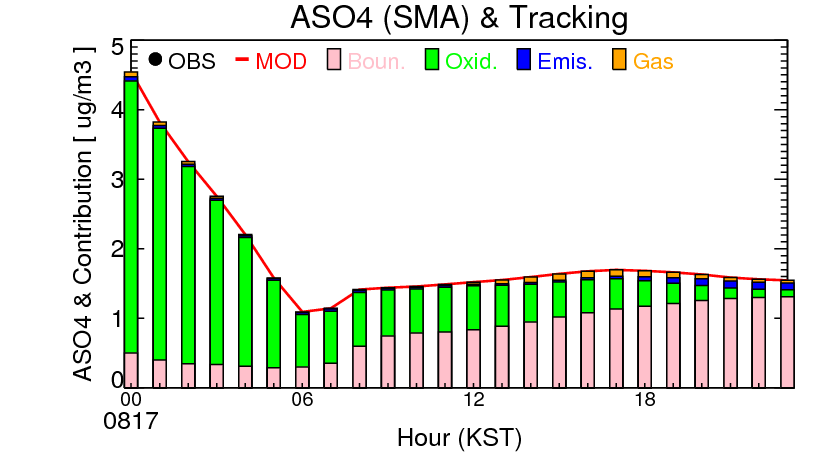 ASO4 (SMA) & Tracking
OBS MOD Boun. Oxid. Emis. Gas
ASO4 & Contribution [ ug/m3 ]
5
4
3
2
1
0
00 06 12 18
0817
Hour (KST)